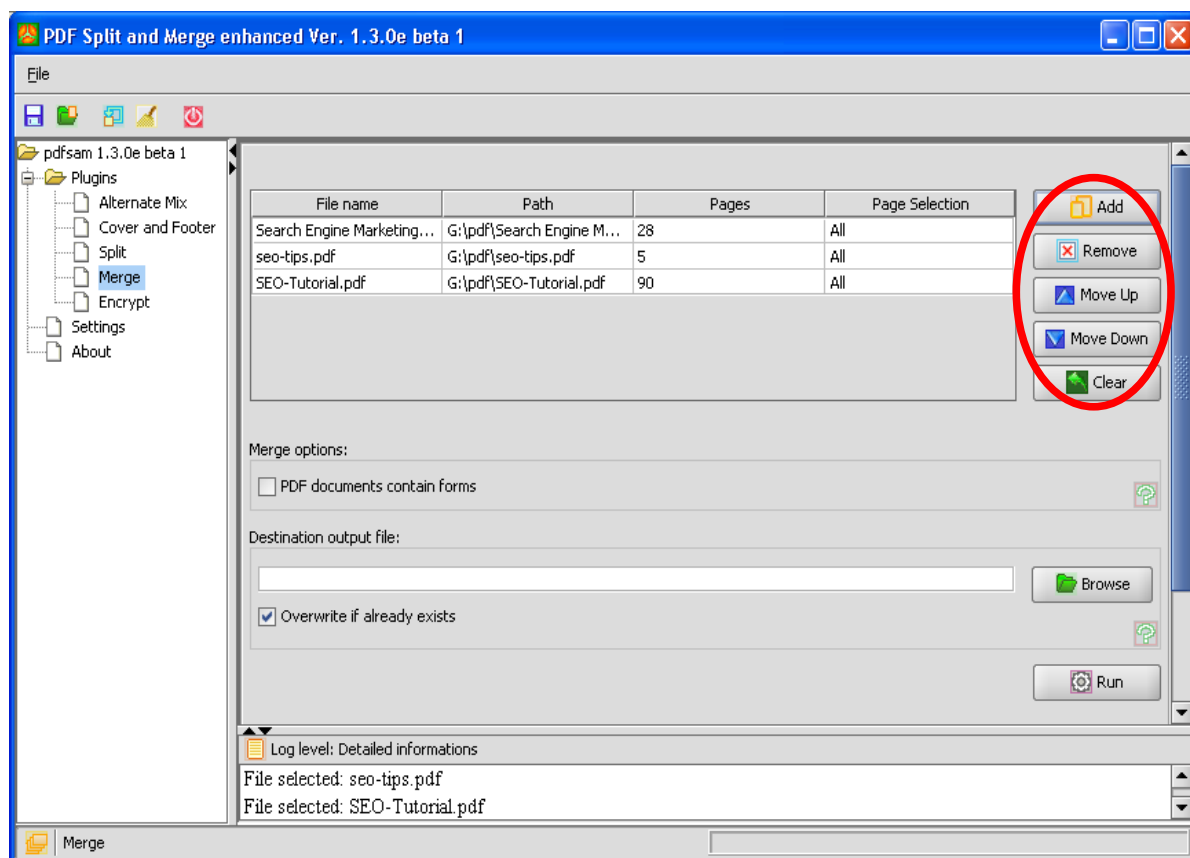 PDF Split and Merge enhanced Ver. 1.3.0e beta 1
File
pdfsam 1.3.0e beta 1
Plugins
Alternate Mix
Cover and Footer
Split
Merge
Encrypt
Settings
About
File name Path Pages Page Selection
Search Engine Marketing... G:\pdf\Search Engine M... 28 All
seo-tips.pdf G:\pdf\seo-tips.pdf 5 All
SEO-Tutorial.pdf G:\pdf\SEO-Tutorial.pdf 90 All
Add
Remove
Move Up
Move Down
Clear
Merge options:
PDF documents contain forms
Destination output file:
Browse
Overwrite if already exists
Run
Log level: Detailed informations
File selected: seo-tips.pdf
File selected: SEO-Tutorial.pdf
Merge